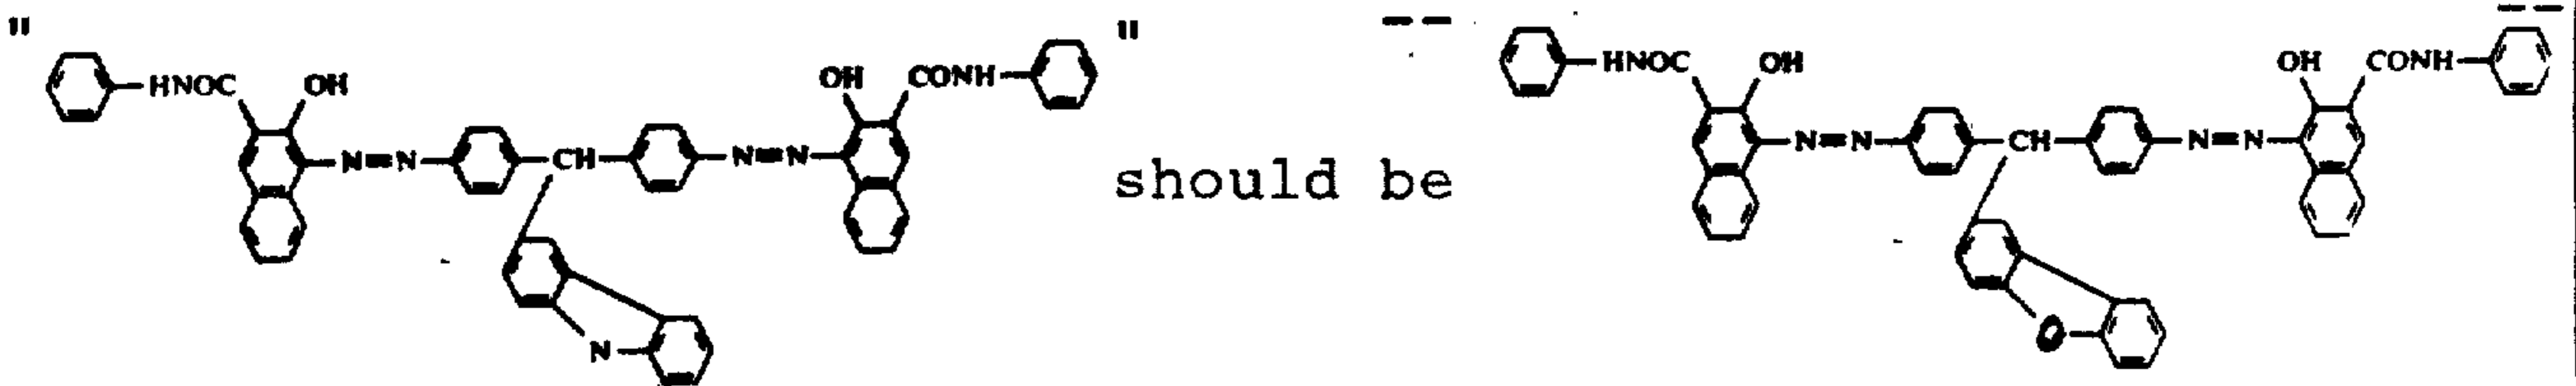 " " -- --
HNOC OH OH CONH HNOC OH OH CONH
N=N CH N=N N=N CH N=N
should be
N O